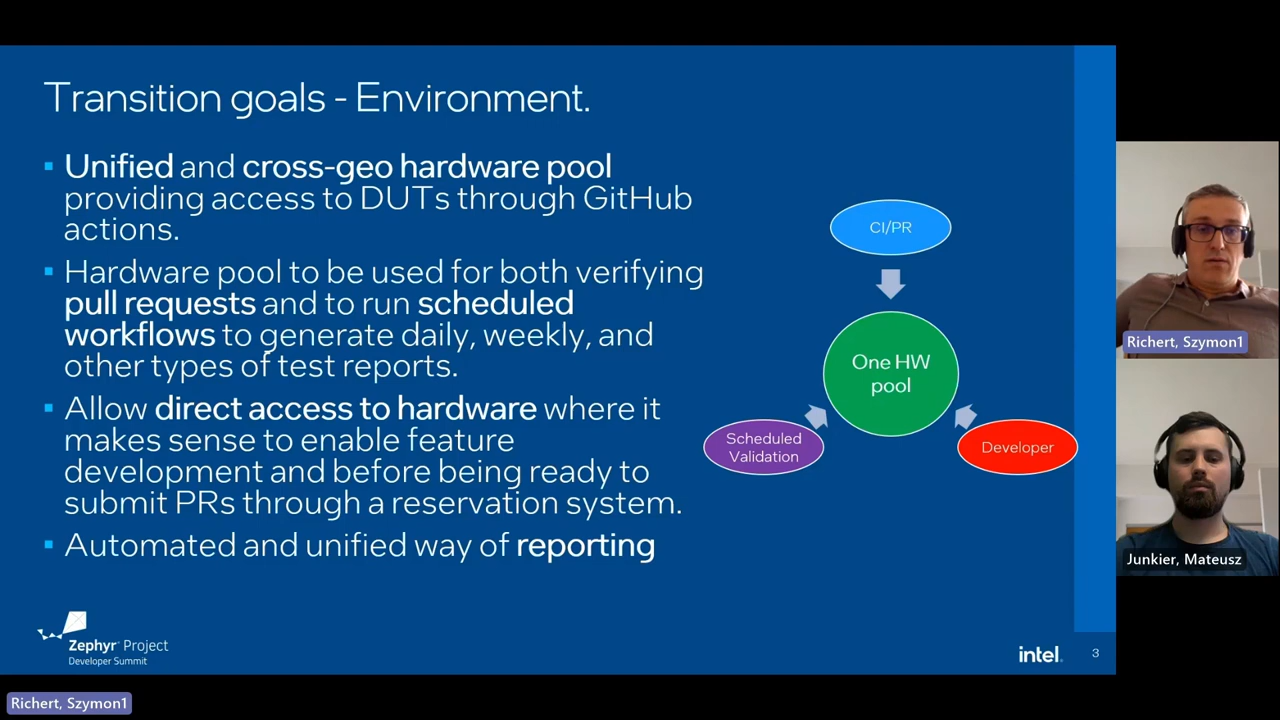 Transition goals - Environment.
▪ Unified and cross-geo hardware pool
providing access to DUTs through GitHub
actions.
▪ Hardware pool to be used for both verifying
pull requests and to run scheduled
workflows to generate daily, weekly, and
other types of test reports.
▪ Allow direct access to hardware where it
makes sense to enable feature
development and before being ready to
submit PRs through a reservation system.
▪ Automated and unified way of reporting
CI/PR
One HW
pool
Scheduled
Validation
Developer
Zephyr™ Project
Developer Summit
intel.
3
Richert, Szymon1
Junkier, Mateusz
Richert, Szymon1